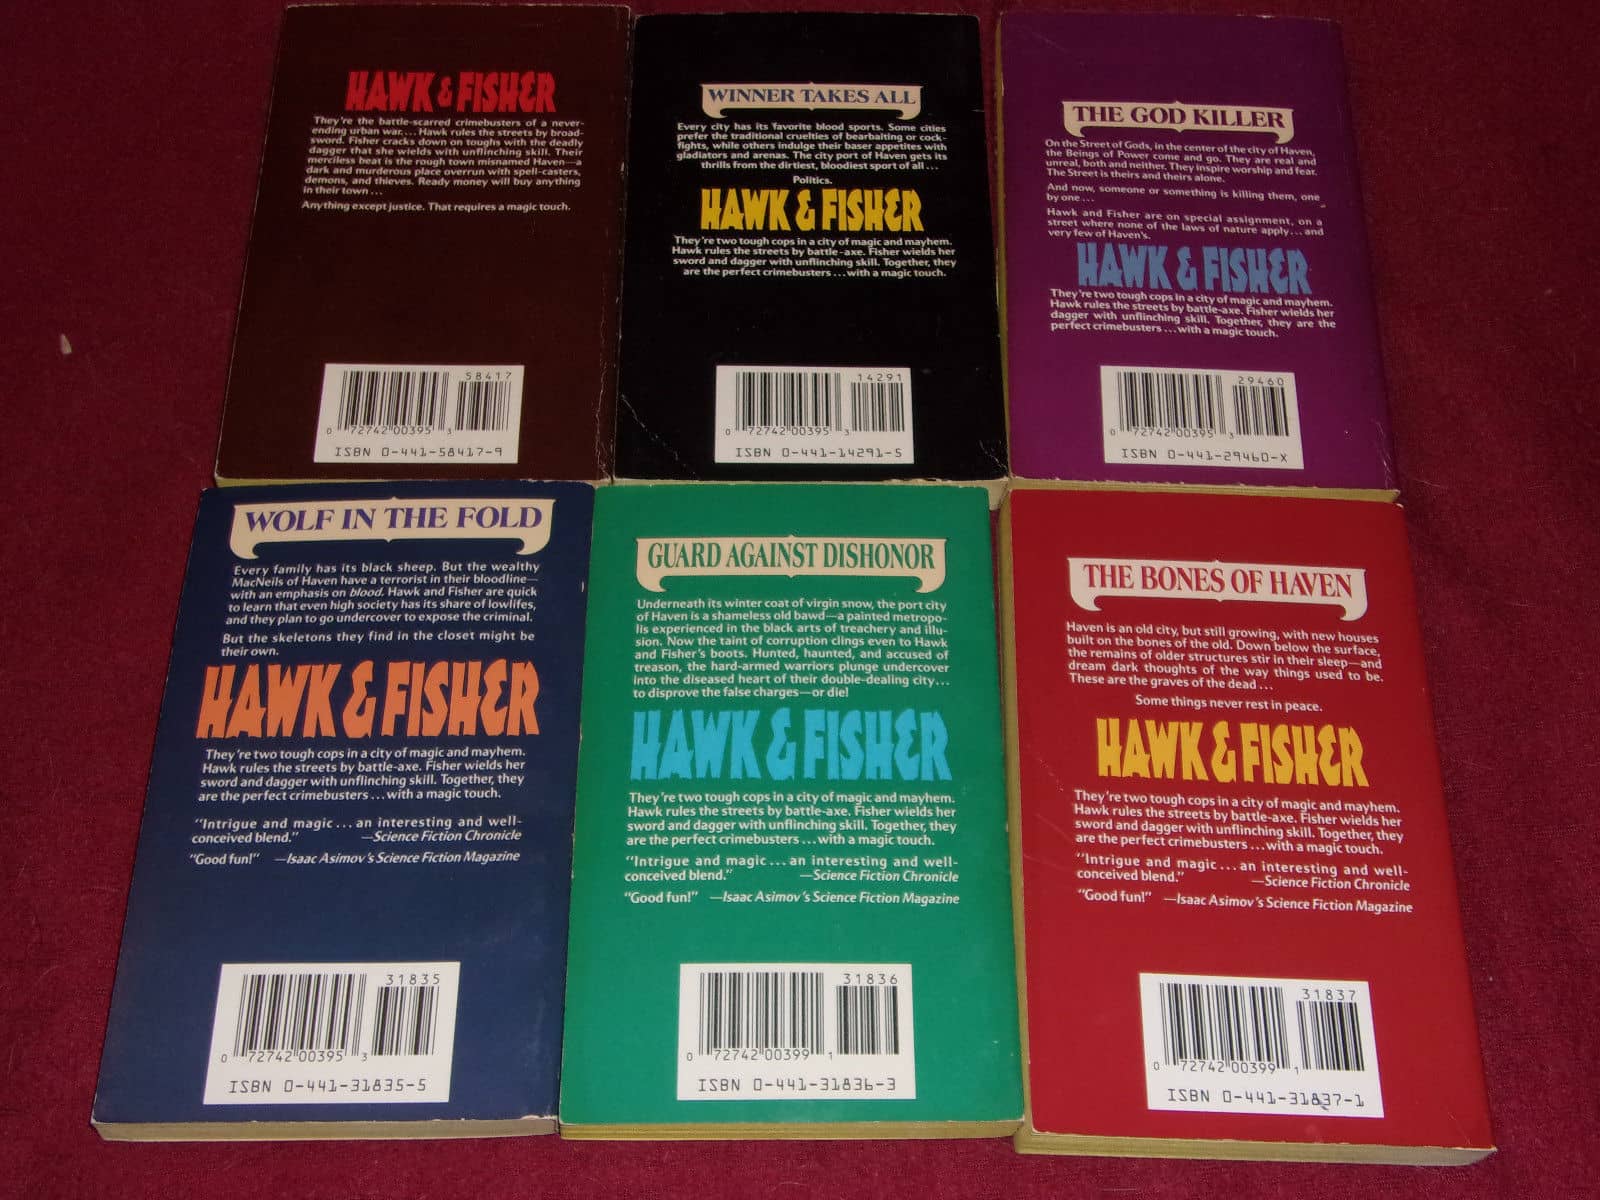 HAWK & FISHER
They're the battle-scarred crimebusters of a never-
ending urban war.... Hawk rules the streets by broad-
sword. Fisher cracks down on toughs with the deadly
dagger that she wields with unflinching skill. Their
merciless beat is the rough town misnamed Haven—a
dark and murderous place overrun with spell-casters,
demons, and thieves. Ready money will buy anything
in their town ...
Anything except justice. That requires a magic touch.
58417
0 72742 00395 3
ISBN 0-441-58417-9
WINNER TAKES ALL
Every city has its favorite blood sports. Some cities
prefer the traditional cruelties of bearbaiting or cock-
fights, while others indulge their baser appetites with
gladiators and arenas. The city port of Haven gets its
thrills from the dirtiest, bloodiest sport of all ...
Politics.
HAWK & FISHER
They're two tough cops in a city of magic and mayhem.
Hawk rules the streets by battle-axe. Fisher wields her
sword and dagger with unflinching skill. Together, they
are the perfect crimebusters ... with a magic touch.
14291
0 72742 00395 3
ISBN 0-441-14291-5
THE GOD KILLER
On the Street of Gods, in the center of the city of Haven,
the Beings of Power come and go. They are real and
unreal, both and neither. They inspire worship and fear.
The Street is theirs and theirs alone.
And now, someone or something is killing them, one
by one ...
Hawk and Fisher are on special assignment, on a
street where none of the laws of nature apply ... and
very few of Haven's.
HAWK & FISHER
They're two tough cops in a city of magic and mayhem.
Hawk rules the streets by battle-axe. Fisher wields her
dagger with unflinching skill. Together, they are the
perfect crimebusters ... with a magic touch.
29460
0 72742 00395 3
ISBN 0-441-29460-X
WOLF IN THE FOLD
Every family has its black sheep. But the wealthy
MacNeils of Haven have a terrorist in their bloodline—
with an emphasis on blood. Hawk and Fisher are quick
to learn that even high society has its share of lowlifes,
and they plan to go undercover to expose the criminal.
But the skeletons they find in the closet might be
their own.
HAWK & FISHER
They're two tough cops in a city of magic and mayhem.
Hawk rules the streets by battle-axe. Fisher wields her
sword and dagger with unflinching skill. Together, they
are the perfect crimebusters ... with a magic touch.
"Intrigue and magic ... an interesting and well-
conceived blend." —Science Fiction Chronicle
"Good fun!" —Isaac Asimov's Science Fiction Magazine
31835
0 72742 00395 3
ISBN 0-441-31835-5
GUARD AGAINST DISHONOR
Underneath its winter coat of virgin snow, the port city
of Haven is a shameless old bawd—a painted metropo-
lis experienced in the black arts of treachery and illu-
sion. Now the taint of corruption clings even to Hawk
and Fisher's boots. Hunted, haunted, and accused of
treason, the hard-armed warriors plunge undercover
into the diseased heart of their double-dealing city ...
to disprove the false charges—or die!
HAWK & FISHER
They're two tough cops in a city of magic and mayhem.
Hawk rules the streets by battle-axe. Fisher wields her
sword and dagger with unflinching skill. Together, they
are the perfect crimebusters ... with a magic touch.
"Intrigue and magic ... an interesting and well-
conceived blend." —Science Fiction Chronicle
"Good fun!" —Isaac Asimov's Science Fiction Magazine
31836
0 72742 00399 1
ISBN 0-441-31836-3
THE BONES OF HAVEN
Haven is an old city, but still growing, with new houses
built on the bones of the old. Down below the surface,
the remains of older structures stir in their sleep—and
dream dark thoughts of the way things used to be.
These are the graves of the dead ...
Some things never rest in peace.
HAWK & FISHER
They're two tough cops in a city of magic and mayhem.
Hawk rules the streets by battle-axe. Fisher wields her
sword and dagger with unflinching skill. Together, they
are the perfect crimebusters ... with a magic touch.
"Intrigue and magic ... an interesting and well-
conceived blend." —Science Fiction Chronicle
"Good fun!" —Isaac Asimov's Science Fiction Magazine
31837
0 72742 00399 1
ISBN 0-441-31837-1